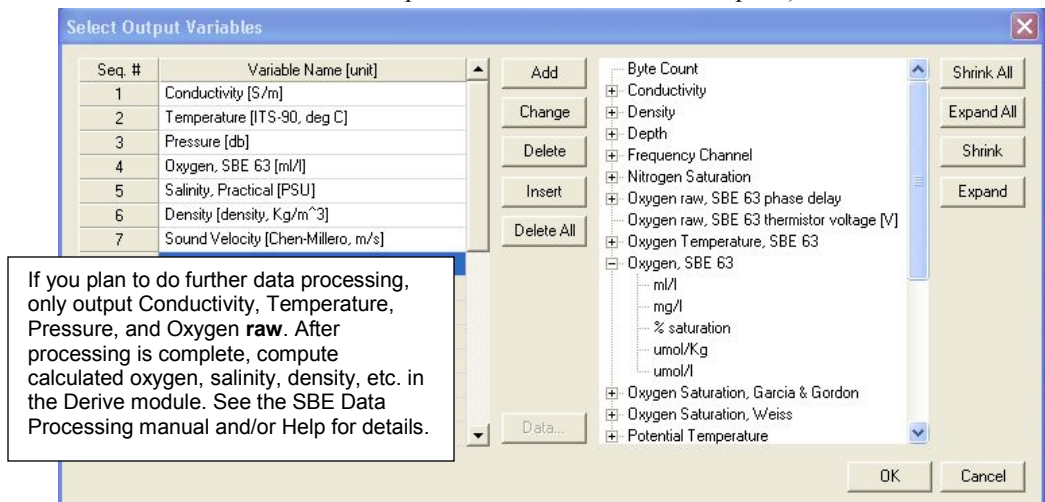 Select Output Variables
Seq. # Variable Name [unit]
1 Conductivity [S/m]
2 Temperature [ITS-90, deg C]
3 Pressure [db]
4 Oxygen, SBE 63 [ml/l]
5 Salinity, Practical [PSU]
6 Density [density, Kg/m^3]
7 Sound Velocity [Chen-Millero, m/s]
If you plan to do further data processing,
only output Conductivity, Temperature,
Pressure, and Oxygen raw. After
processing is complete, compute
calculated oxygen, salinity, density, etc. in
the Derive module. See the SBE Data
Processing manual and/or Help for details.
Add
Change
Delete
Insert
Delete All
Data...
Byte Count
Conductivity
Density
Depth
Frequency Channel
Nitrogen Saturation
Oxygen raw, SBE 63 phase delay
Oxygen raw, SBE 63 thermistor voltage [V]
Oxygen Temperature, SBE 63
Oxygen, SBE 63
ml/l
mg/l
% saturation
umol/Kg
umol/l
Oxygen Saturation, Garcia & Gordon
Oxygen Saturation, Weiss
Potential Temperature
Shrink All
Expand All
Shrink
Expand
OK
Cancel